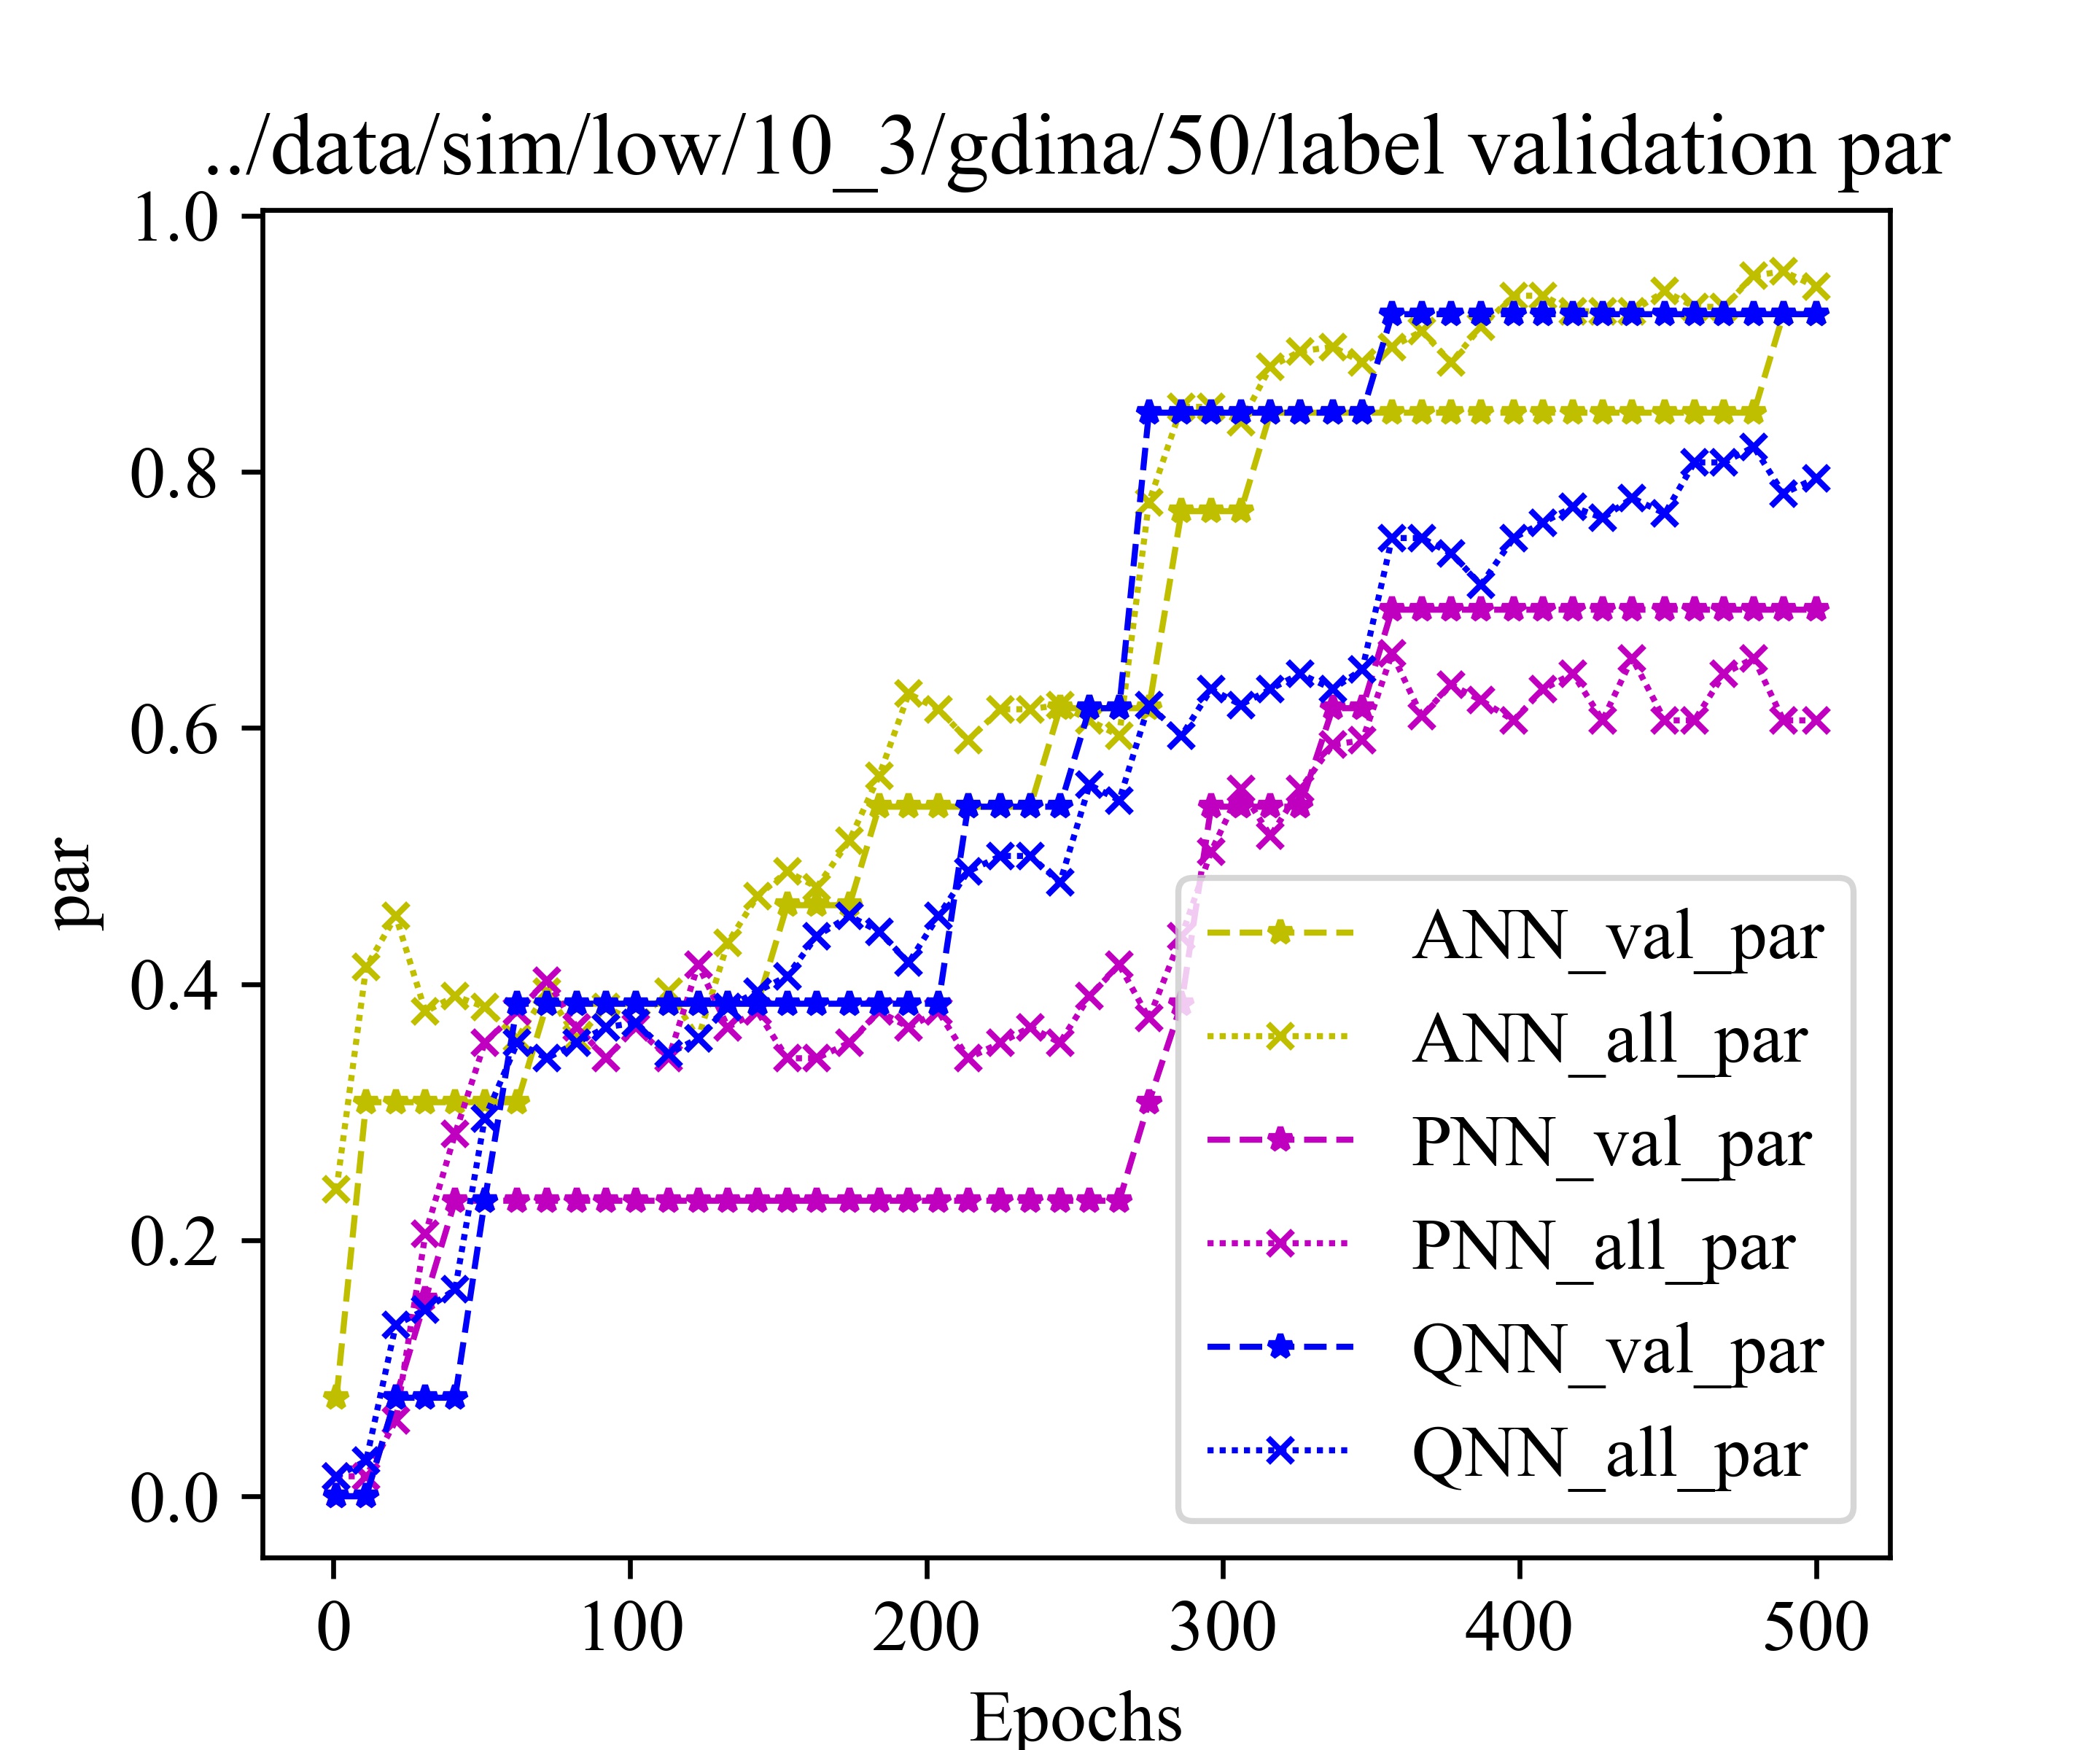 ../data/sim/low/10_3/gdina/50/label validation par
1.0
0.8
0.6
0.4
0.2
0.0
par
ANN_val_par
ANN_all_par
PNN_val_par
PNN_all_par
QNN_val_par
QNN_all_par
0 100 200 300 400 500
Epochs